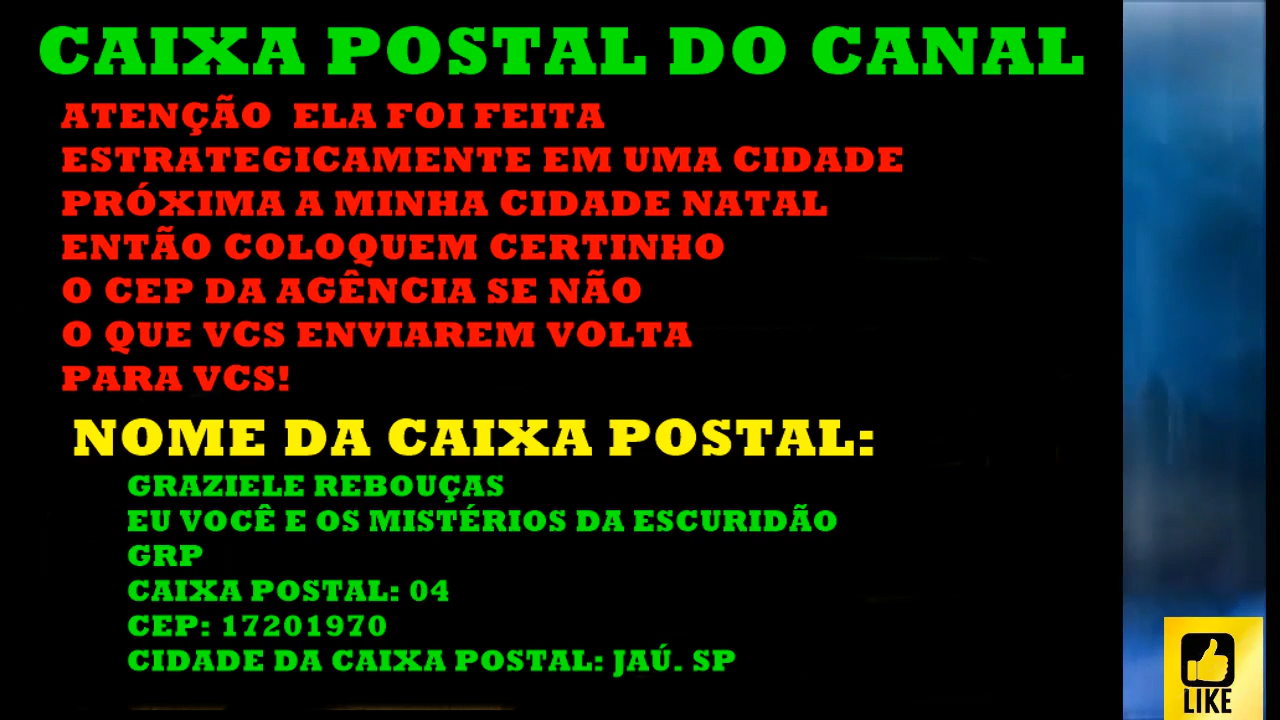 CAIXA POSTAL DO CANAL
ATENÇÃO ELA FOI FEITA
ESTRATEGICAMENTE EM UMA CIDADE
PRÓXIMA A MINHA CIDADE NATAL
ENTÃO COLOQUEM CERTINHO
O CEP DA AGÊNCIA SE NÃO
O QUE VCS ENVIAREM VOLTA
PARA VCS!
NOME DA CAIXA POSTAL:
GRAZIELE REBOUÇAS
EU VOCÊ E OS MISTÉRIOS DA ESCURIDÃO
GRP
CAIXA POSTAL: 04
CEP: 17201970
CIDADE DA CAIXA POSTAL: JAÚ. SP
LIKE